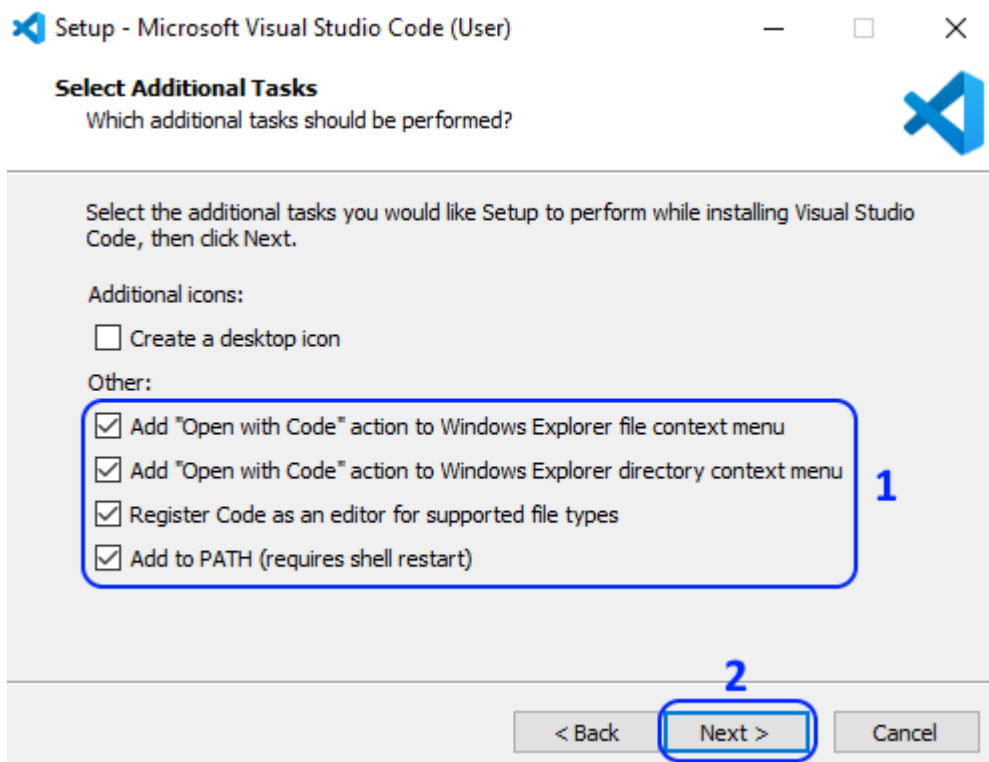 Setup - Microsoft Visual Studio Code (User)
Select Additional Tasks
Which additional tasks should be performed?
Select the additional tasks you would like Setup to perform while installing Visual Studio
Code, then click Next.
Additional icons:
Create a desktop icon
Other:
Add "Open with Code" action to Windows Explorer file context menu
Add "Open with Code" action to Windows Explorer directory context menu
1
Register Code as an editor for supported file types
Add to PATH (requires shell restart)
2
< Back Next > Cancel